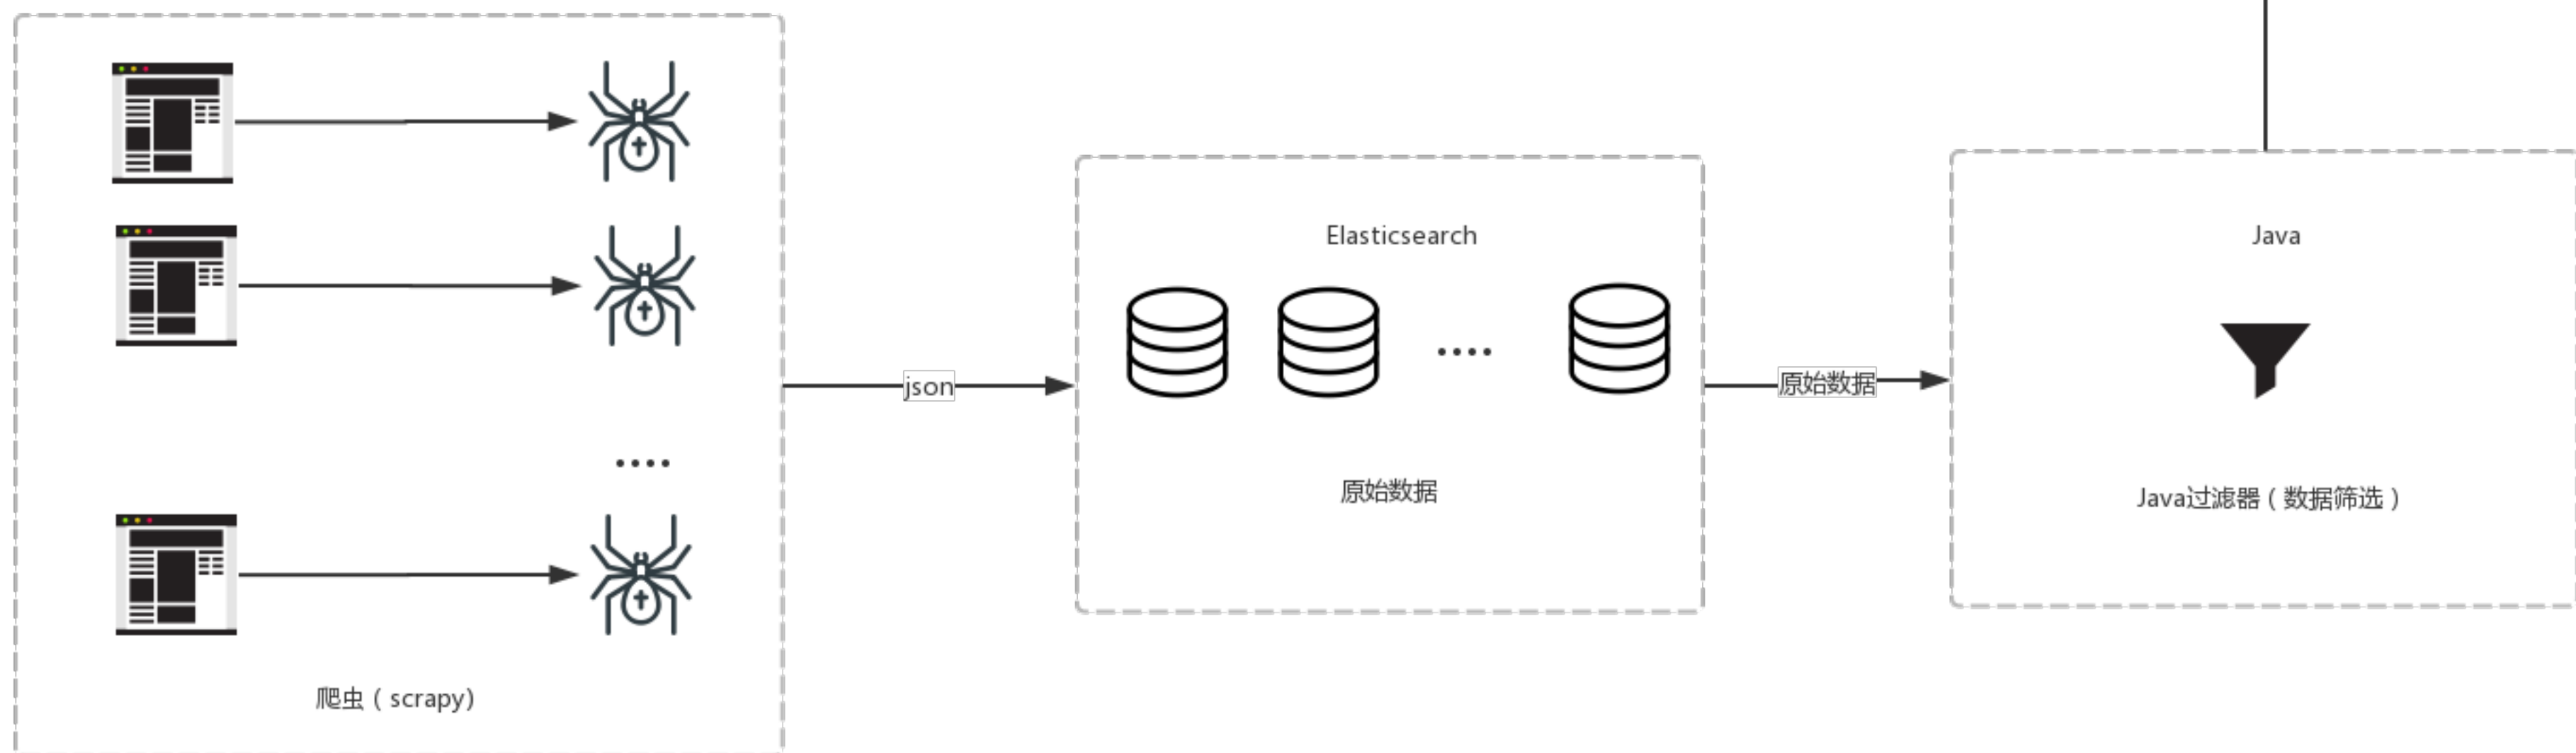 爬虫（scrapy)
json
Elasticsearch
原始数据
原始数据
Java
Java过滤器（数据筛选）